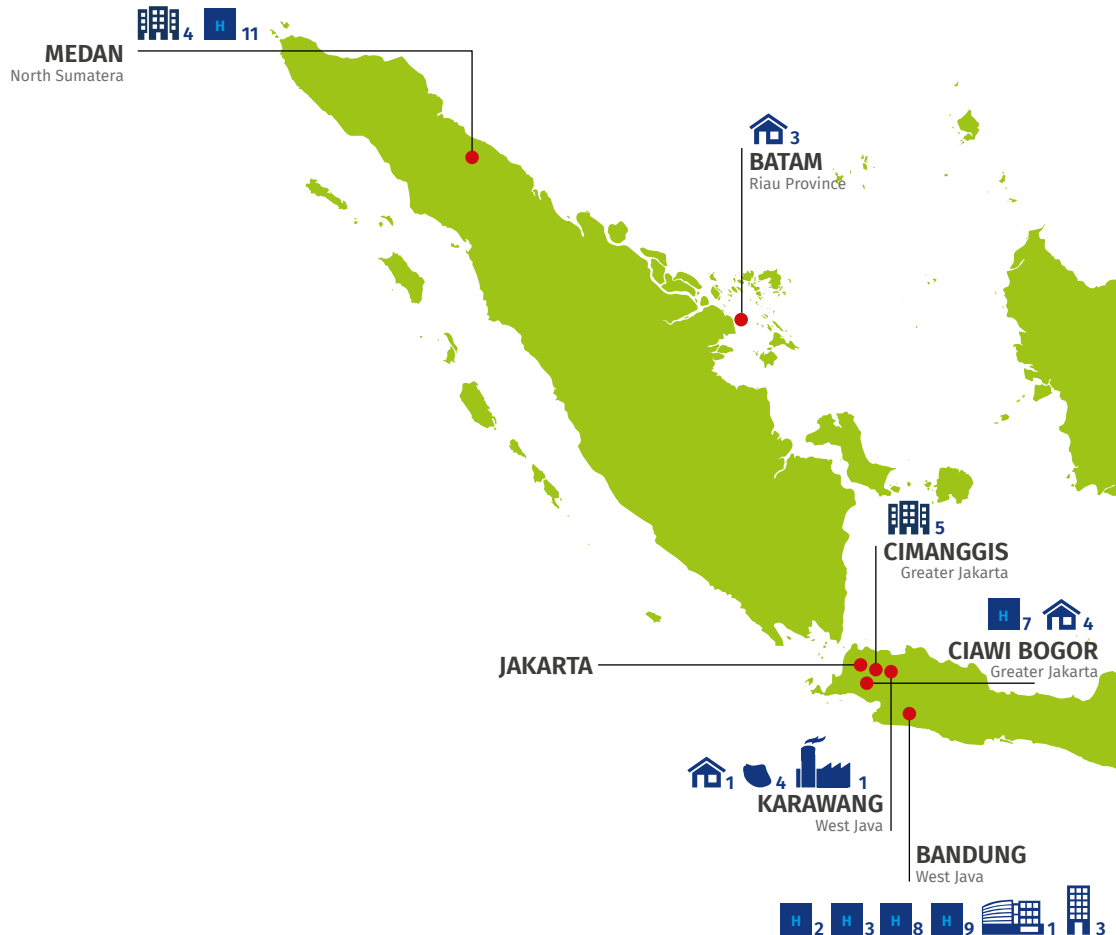 4 H 11
MEDAN
North Sumatera
3
BATAM
Riau Province
5
CIMANGGIS
Greater Jakarta
H 7 4
CIAWI BOGOR
Greater Jakarta
JAKARTA
1 4 1
KARAWANG
West Java
BANDUNG
West Java
H 2 H 3 H 8 H 9 1 3